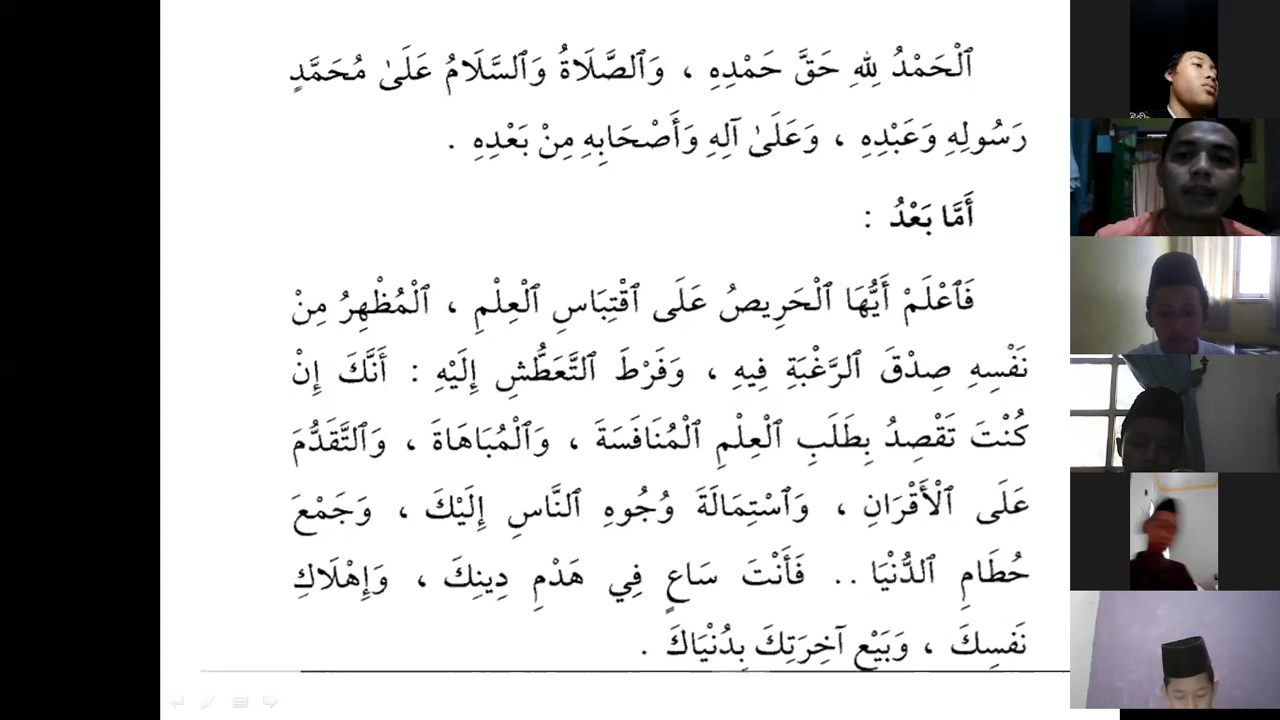 ٱلْحَمْدُ لِلهِ حَقَّ حَمْدِهِ ، وَٱلصَّلَاةُ وَٱلسَّلَامُ عَلَىٰ مُحَمَّدٍ
رَسُولِهِ وَعَبْدِهِ ، وَعَلَىٰ آلِهِ وَأَصْحَابِهِ مِنْ بَعْدِهِ .
أَمَّا بَعْدُ :
فَٱعْلَمْ أَيُّهَا ٱلْحَرِيصُ عَلَى ٱقْتِبَاسِ ٱلْعِلْمِ ، ٱلْمُظْهِرُ مِنْ
نَفْسِهِ صِدْقَ ٱلرَّغْبَةِ فِيهِ ، وَفَرْطَ ٱلتَّعَطُّشِ إِلَيْهِ : أَنَّكَ إِنْ
كُنْتَ تَقْصِدُ بِطَلَبِ ٱلْعِلْمِ ٱلْمُنَافَسَةَ ، وَٱلْمُبَاهَاةَ ، وَٱلتَّقَدُّمَ
عَلَى ٱلْأَقْرَانِ ، وَٱسْتِمَالَةَ وُجُوهِ ٱلنَّاسِ إِلَيْكَ ، وَجَمْعَ
حُطَامِ ٱلدُّنْيَا .. فَأَنْتَ سَاعٍ فِي هَدْمِ دِينِكَ ، وَإِهْلَاكِ
نَفْسِكَ ، وَبَيْعِ آخِرَتِكَ بِدُنْيَاكَ .